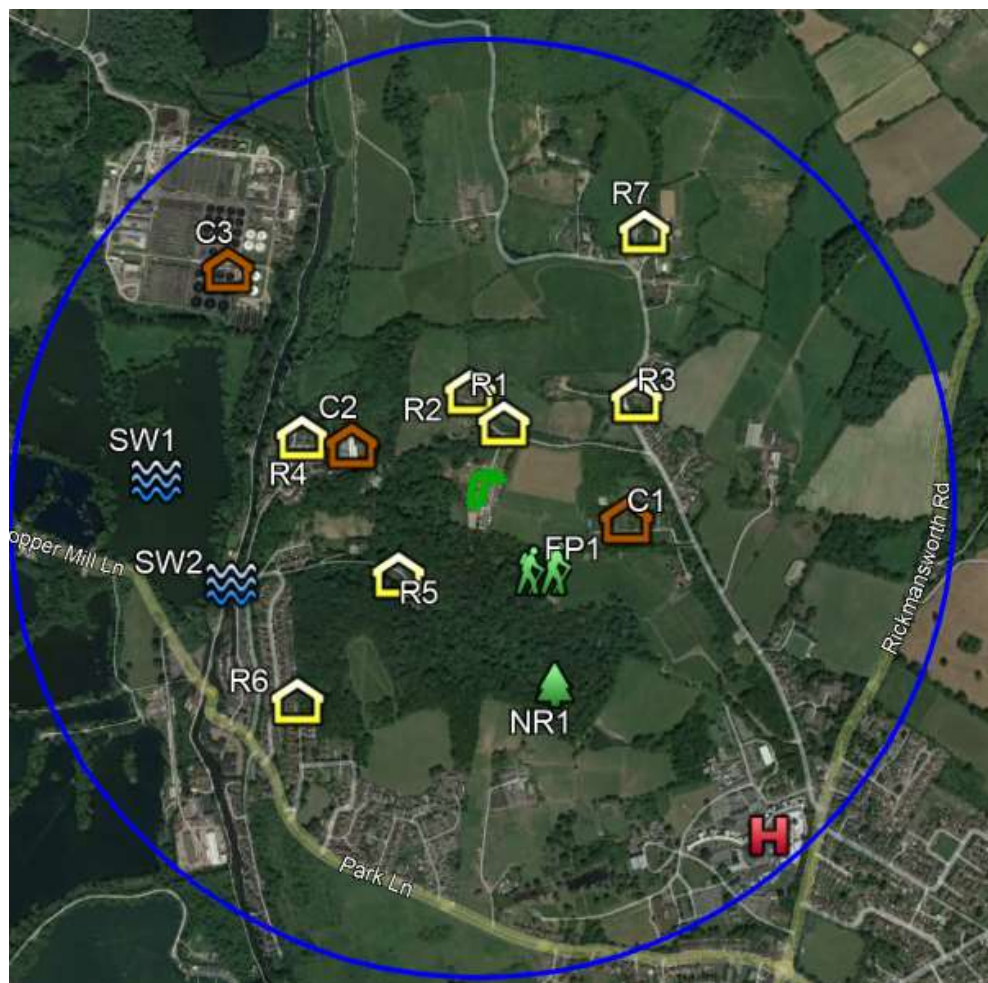 R7
C3
R1
R3
R2
C2
SW1
R4
C1
opper Mill Ln
SW2
FP1
R5
Rickmansworth Rd
R6
NR1
H
Park Ln